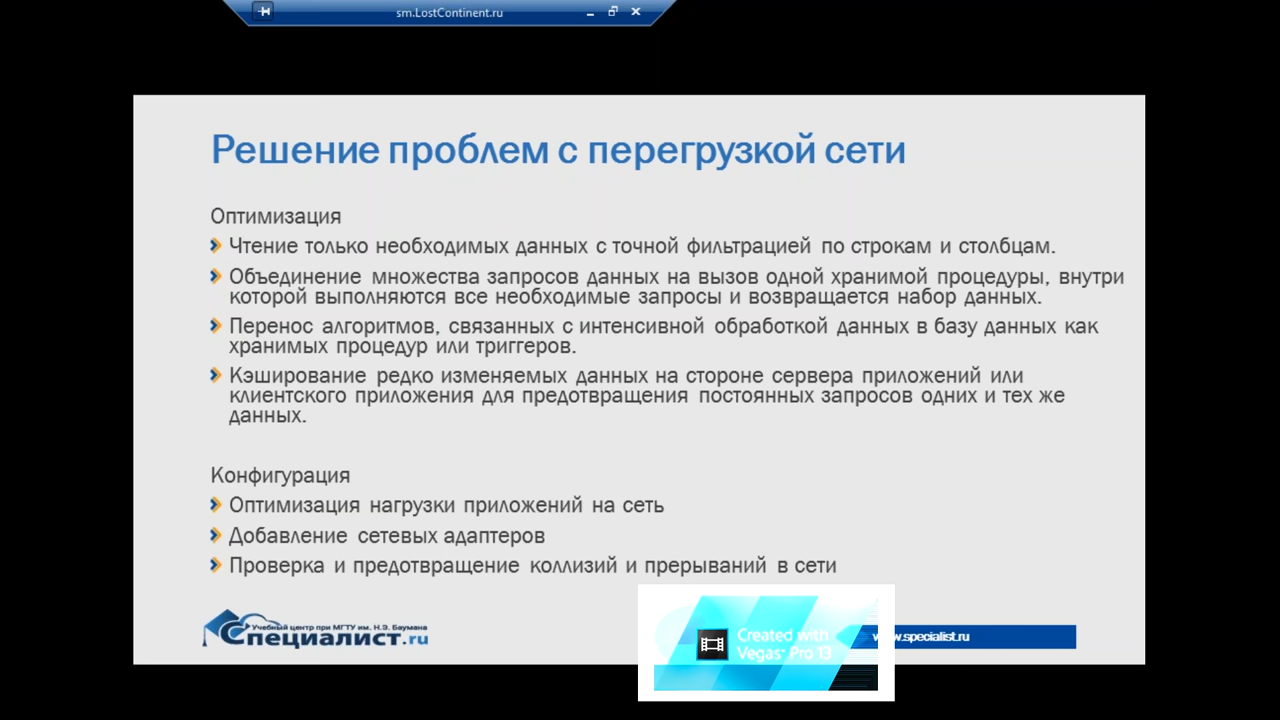 sm.LostContinent.ru
Решение проблем с перегрузкой сети
Оптимизация
Чтение только необходимых данных с точной фильтрацией по строкам и столбцам.
Объединение множества запросов данных на вызов одной хранимой процедуры, внутри
которой выполняются все необходимые запросы и возвращается набор данных.
Перенос алгоритмов, связанных с интенсивной обработкой данных в базу данных как
хранимых процедур или триггеров.
Кэширование редко изменяемых данных на стороне сервера приложений или
клиентского приложения для предотвращения постоянных запросов одних и тех же
данных.
Конфигурация
Оптимизация нагрузки приложений на сеть
Добавление сетевых адаптеров
Проверка и предотвращение коллизий и прерываний в сети
Учебный центр при МГТУ им. Н.Э. Баумана
Специалист.ru
Created with
Vegas™ Pro 13
www.specialist.ru